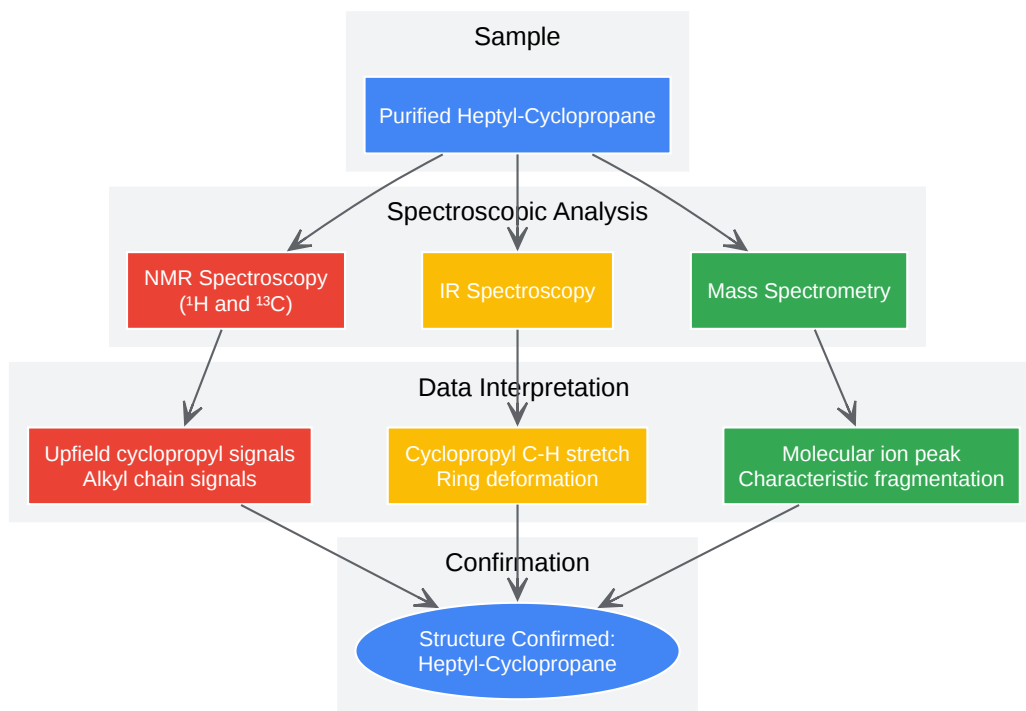 Sample
Purified Heptyl-Cyclopropane
Spectroscopic Analysis
NMR Spectroscopy
(¹H and ¹³C)
IR Spectroscopy
Mass Spectrometry
Data Interpretation
Upfield cyclopropyl signals
Alkyl chain signals
Cyclopropyl C-H stretch
Ring deformation
Molecular ion peak
Characteristic fragmentation
Confirmation
Structure Confirmed:
Heptyl-Cyclopropane